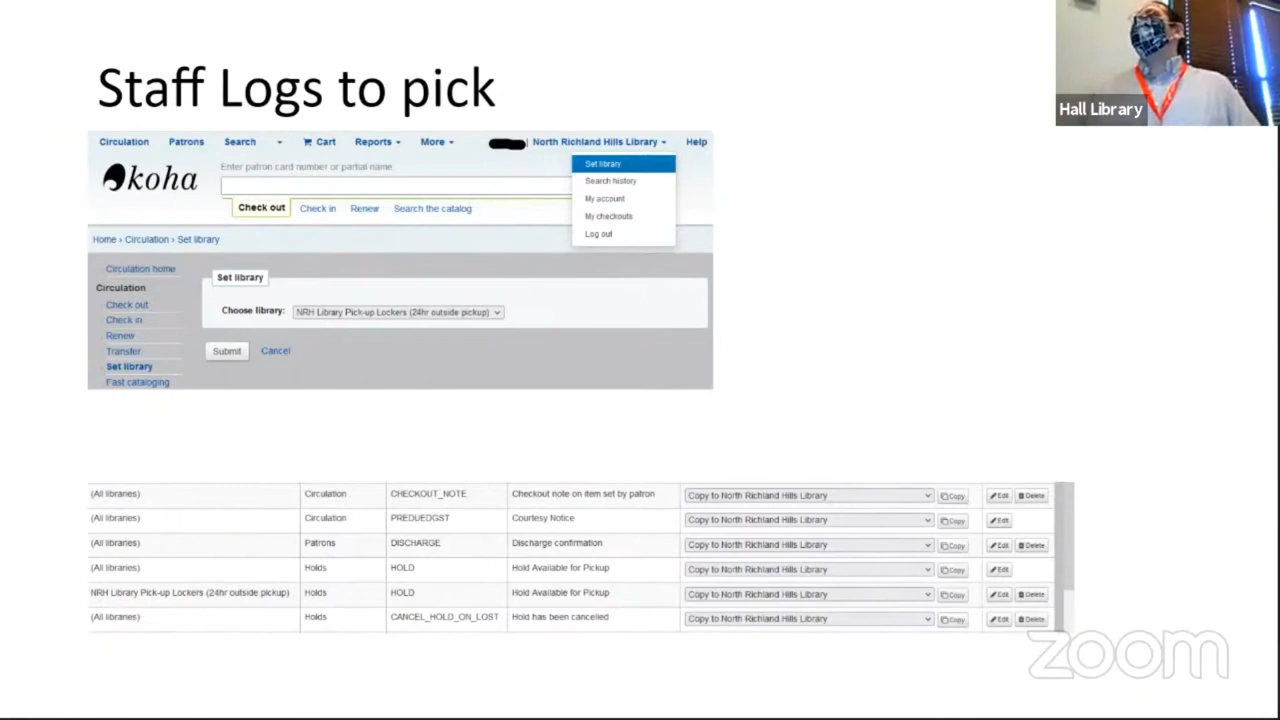 Staff Logs to pick
Hall Library
Circulation Patrons Search Cart Reports More | North Richland Hills Library Help
koha
Enter patron card number or partial name:
Set library
Search history
My account
My checkouts
Log out
Check out Check in Renew Search the catalog
Home › Circulation › Set library
Circulation home
Circulation
Check out
Check in
Renew
Transfer
Set library
Fast cataloging
Set library
Choose library: NRH Library Pick-up Lockers (24hr outside pickup)
Submit Cancel
(All libraries) Circulation CHECKOUT_NOTE Checkout note on item set by patron Copy to North Richland Hills Library Copy Edit Delete
(All libraries) Circulation PREDUEDGST Courtesy Notice Copy to North Richland Hills Library Copy Edit
(All libraries) Patrons DISCHARGE Discharge confirmation Copy to North Richland Hills Library Copy Edit Delete
(All libraries) Holds HOLD Hold Available for Pickup Copy to North Richland Hills Library Copy Edit
NRH Library Pick-up Lockers (24hr outside pickup) Holds HOLD Hold Available for Pickup Copy to North Richland Hills Library Copy Edit Delete
(All libraries) Holds CANCEL_HOLD_ON_LOST Hold has been cancelled Copy to North Richland Hills Library Copy Edit Delete
zoom